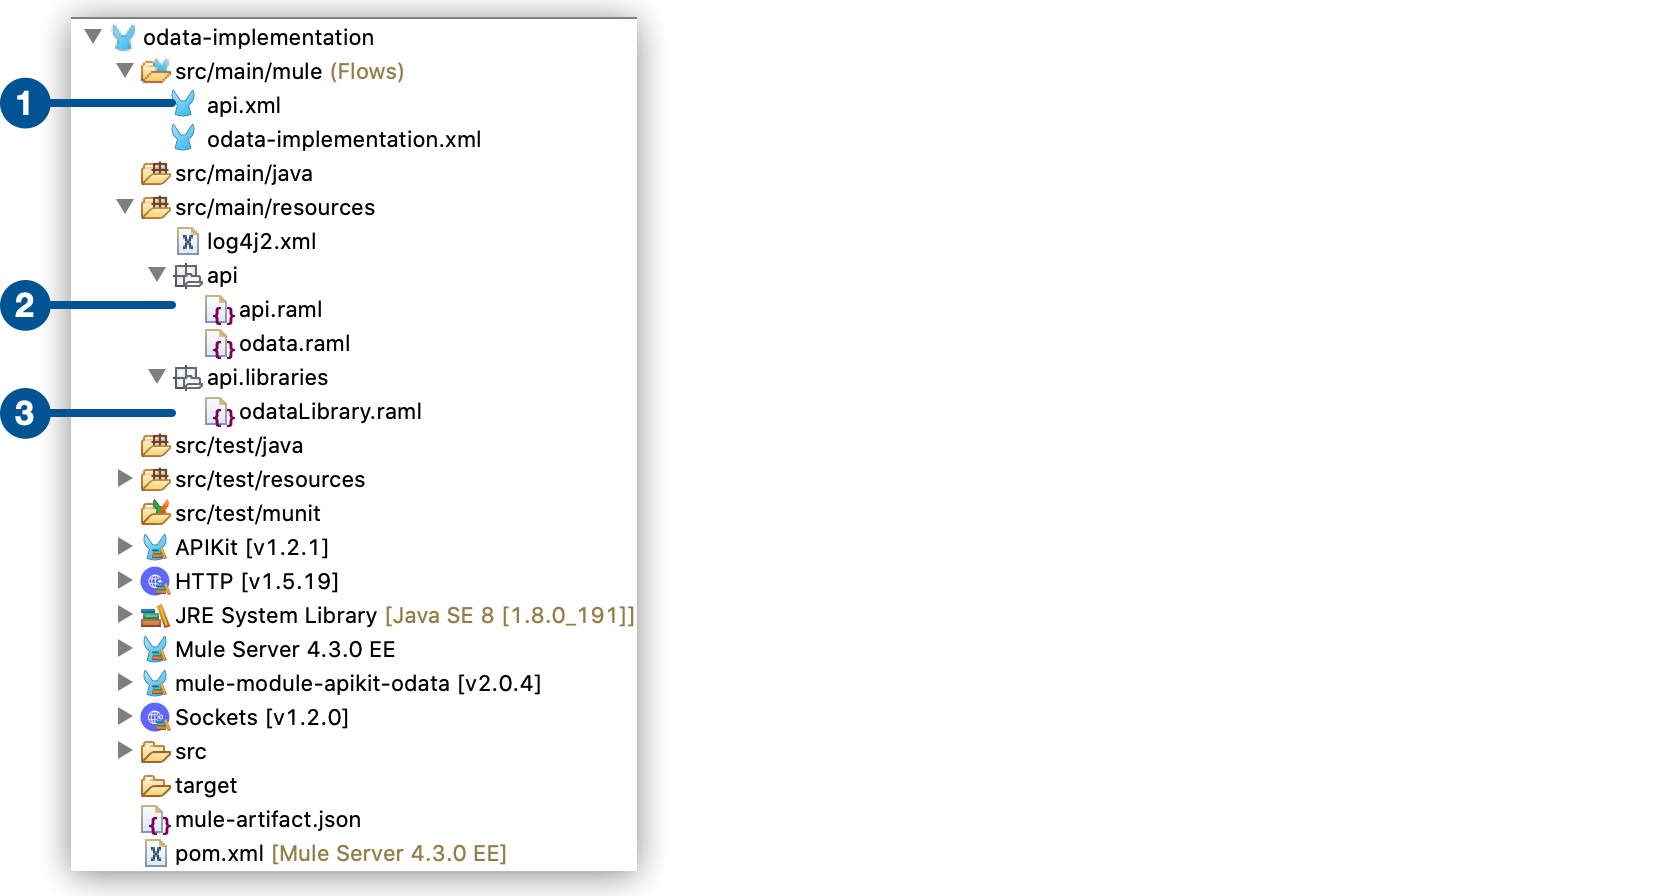 odata-implementation
src/main/mule (Flows)
1
api.xml
odata-implementation.xml
src/main/java
src/main/resources
log4j2.xml
api
2
api.raml
odata.raml
api.libraries
3
odataLibrary.raml
src/test/java
src/test/resources
src/test/munit
APIKit [v1.2.1]
HTTP [v1.5.19]
JRE System Library [Java SE 8 [1.8.0_191]]
Mule Server 4.3.0 EE
mule-module-apikit-odata [v2.0.4]
Sockets [v1.2.0]
src
target
mule-artifact.json
pom.xml [Mule Server 4.3.0 EE]